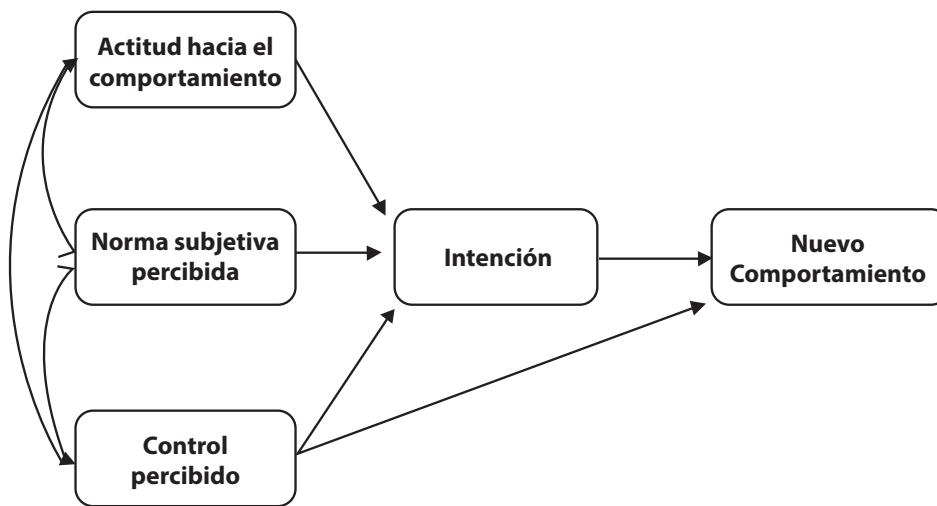 Actitud hacia el
comportamiento
Norma subjetiva
percibida
Intención
Nuevo
Comportamiento
Control
percibido